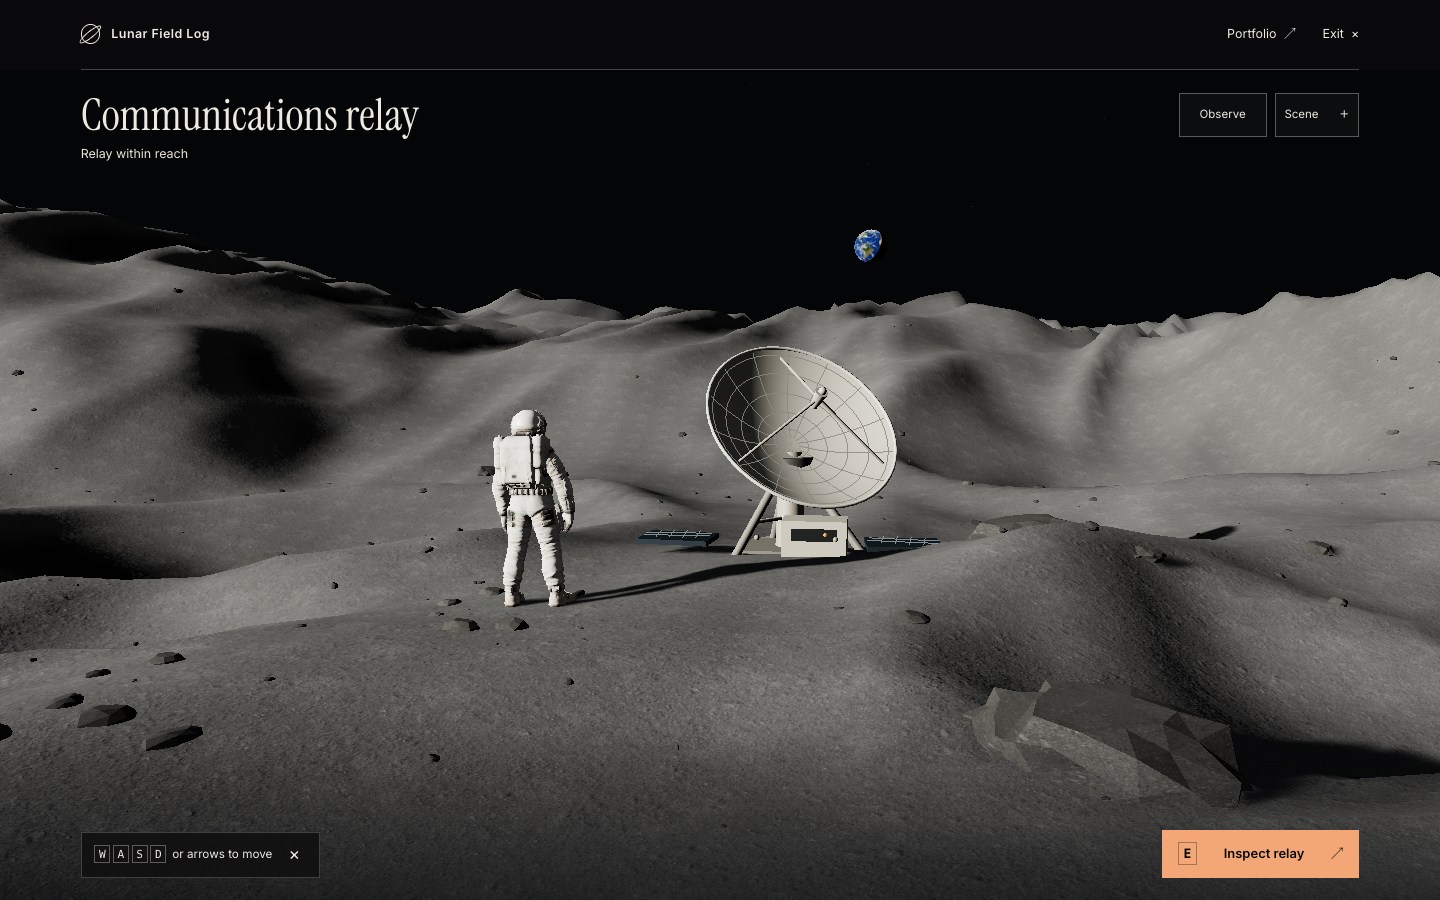 Lunar Field Log
Portfolio ↗
Exit ×
Communications relay
Relay within reach
Observe
Scene +
W A S D or arrows to move ×
E Inspect relay ↗